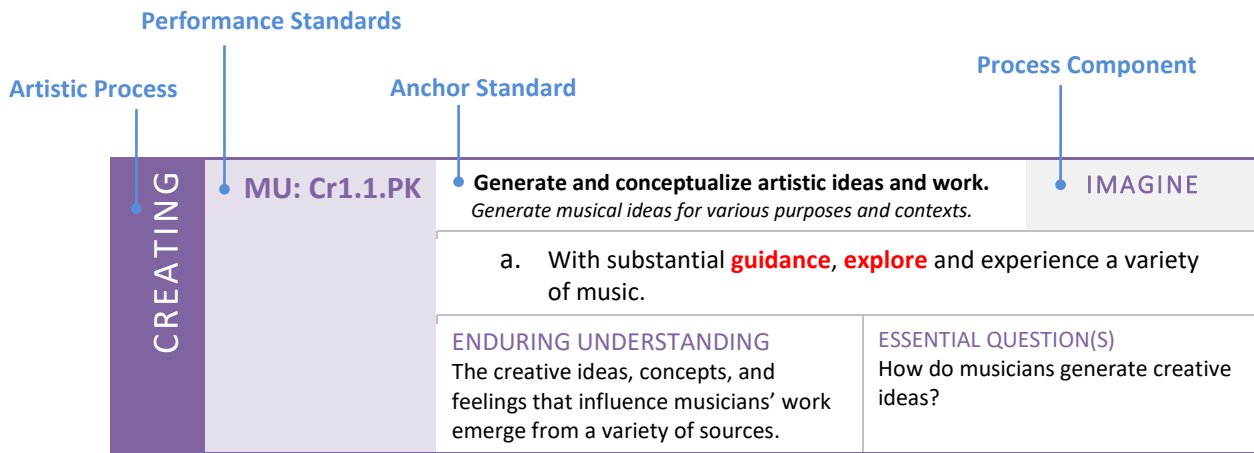 Performance Standards
Process Component
Artistic Process
Anchor Standard
CREATING
MU: Cr1.1.PK
Generate and conceptualize artistic ideas and work.
Generate musical ideas for various purposes and contexts.
IMAGINE
a. With substantial guidance, explore and experience a variety
of music.
ENDURING UNDERSTANDING
The creative ideas, concepts, and
feelings that influence musicians’ work
emerge from a variety of sources.
ESSENTIAL QUESTION(S)
How do musicians generate creative
ideas?